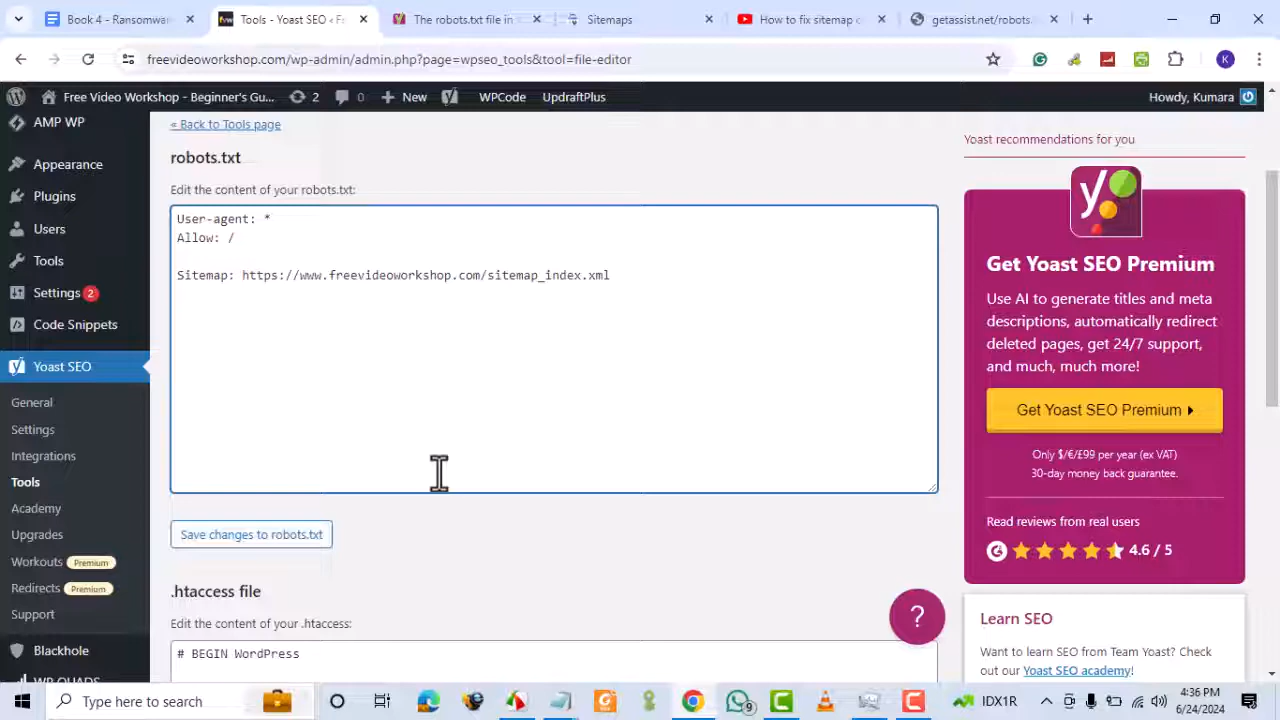 Book 4 - Ransomwar
Tools - Yoast SEO ‹ F
The robots.txt file in
Sitemaps
How to fix sitemap c
getassist.net/robots.
freevideoworkshop.com/wp-admin/admin.php?page=wpseo_tools&tool=file-editor
K
Free Video Workshop - Beginner's Gu...
2
0
New
WPCode
UpdraftPlus
Howdy, Kumara
AMP WP
Appearance
Plugins
Users
Tools
Settings 2
Code Snippets
Yoast SEO
General
Settings
Integrations
Tools
Academy
Upgrades
Workouts Premium
Redirects Premium
Support
Blackhole
WP QUADS
« Back to Tools page
robots.txt
Edit the content of your robots.txt:
User-agent: *
Allow: /
Sitemap: https://www.freevideoworkshop.com/sitemap_index.xml
Save changes to robots.txt
.htaccess file
Edit the content of your .htaccess:
# BEGIN WordPress
Yoast recommendations for you
y
Get Yoast SEO Premium
Use AI to generate titles and meta
descriptions, automatically redirect
deleted pages, get 24/7 support,
and much, much more!
Get Yoast SEO Premium
Only $/€/£99 per year (ex VAT)
30-day money back guarantee.
Read reviews from real users
4.6 / 5
?
Learn SEO
Want to learn SEO from Team Yoast? Check
out our Yoast SEO academy!
Type here to search
9
IDX1R
4:36 PM
6/24/2024